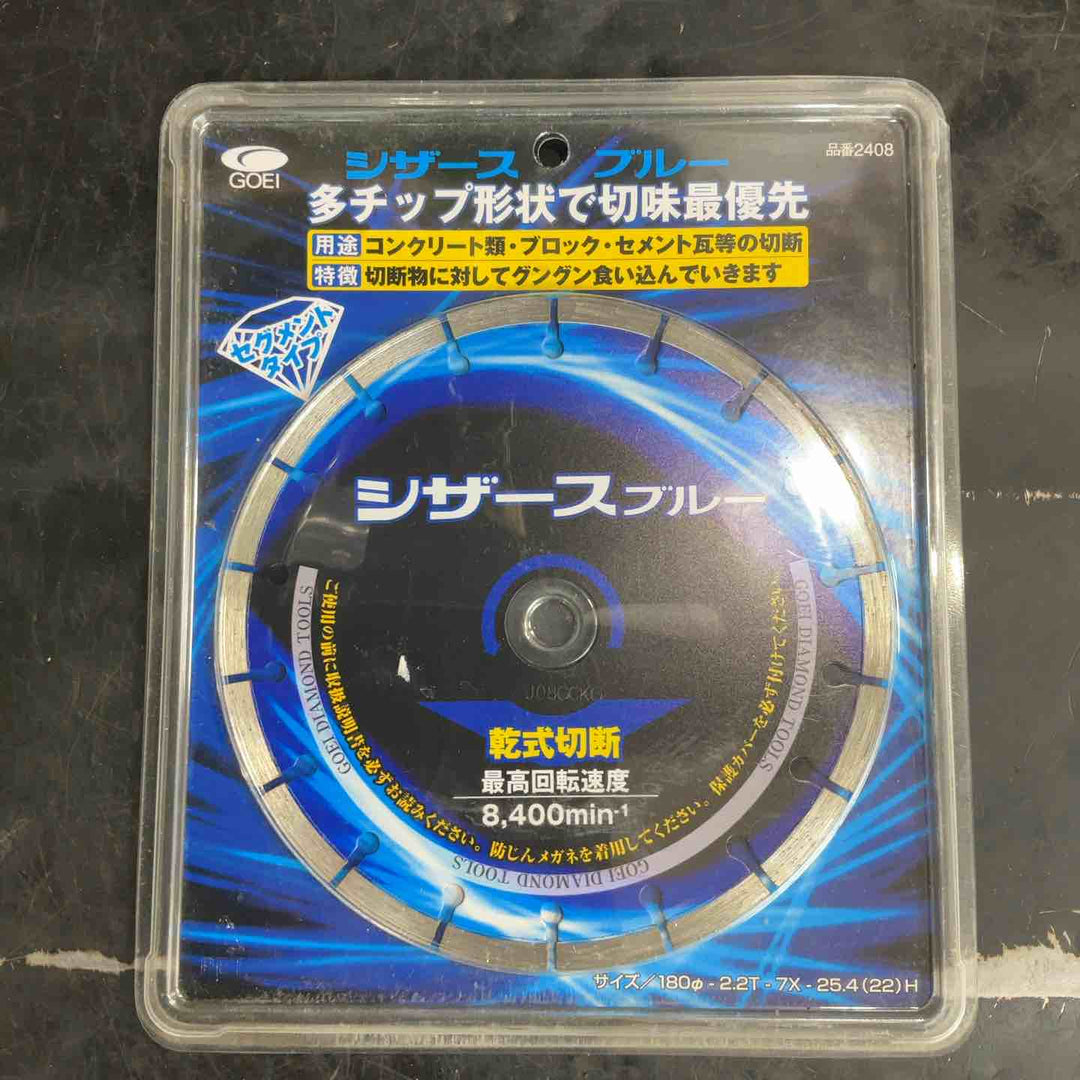 GOEI
シザース ブルー
品番2408
多チップ形状で切味最優先
用途 コンクリート類・ブロック・セメント瓦等の切断
特徴 切断物に対してグングン食い込んでいきます
セグメント
タイプ
シザースブルー
GOEI DIAMOND TOOLS
GOEI DIAMOND TOOLS
GOEI DIAMOND TOOLS
ご使用の前に取扱説明書を必ずお読みください。防じんメガネを着用してください。保護カバーを必ず付けてください
乾式切断
最高回転速度
8,400min-1
サイズ/180φ - 2.2T - 7X - 25.4 (22) H